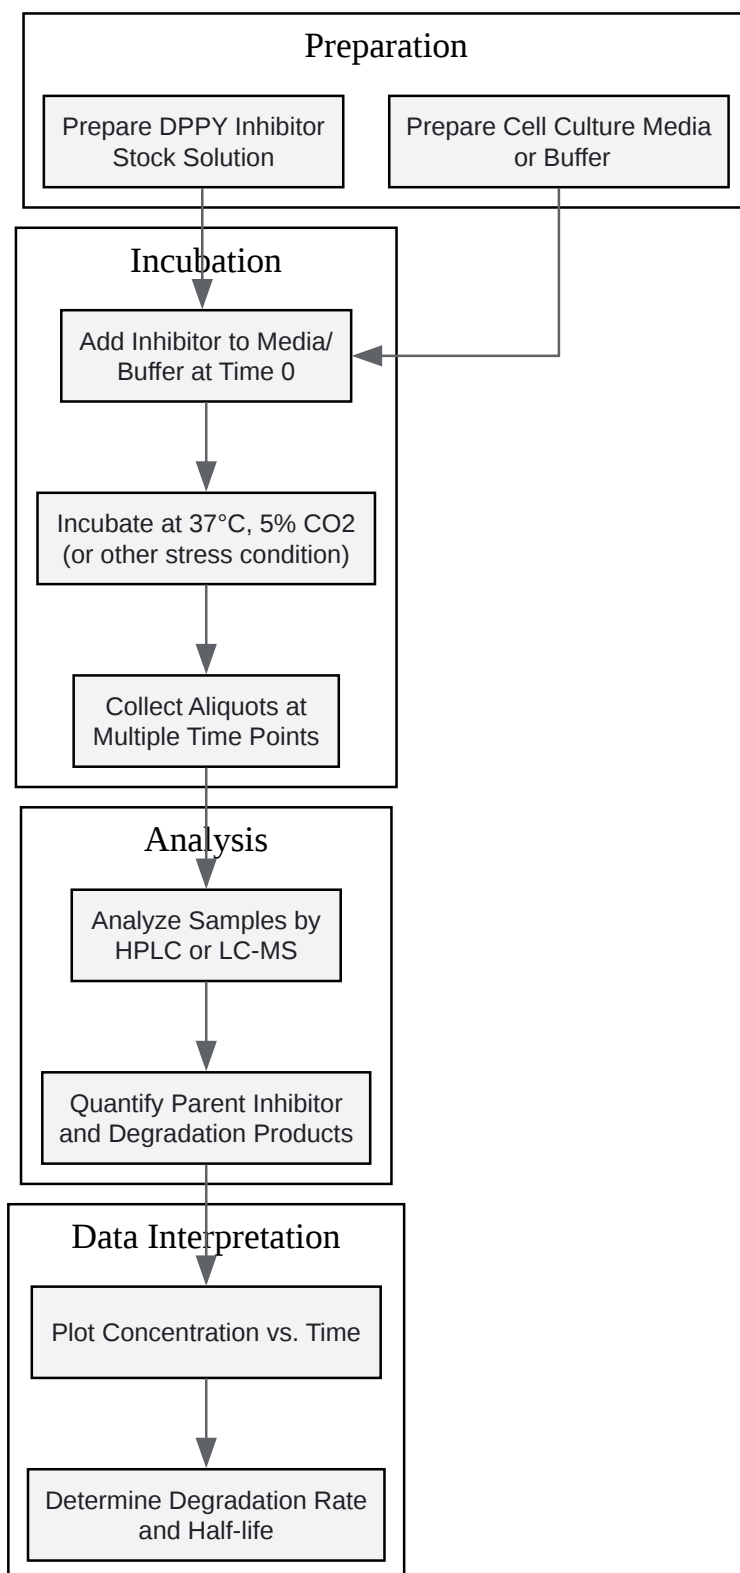 Preparation
Prepare DPPY Inhibitor
Stock Solution
Prepare Cell Culture Media
or Buffer
Incubation
Add Inhibitor to Media/
Buffer at Time 0
Incubate at 37°C, 5% CO2
(or other stress condition)
Collect Aliquots at
Multiple Time Points
Analysis
Analyze Samples by
HPLC or LC-MS
Quantify Parent Inhibitor
and Degradation Products
Data Interpretation
Plot Concentration vs. Time
Determine Degradation Rate
and Half-life